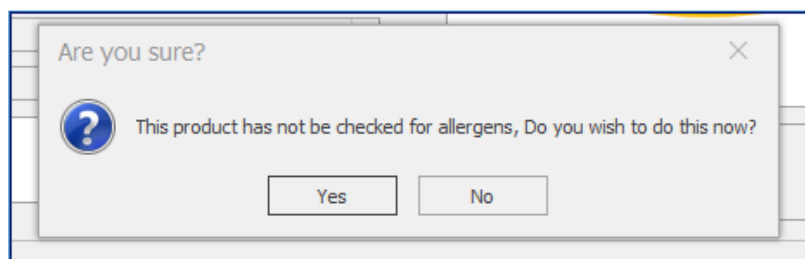 Are you sure?
This product has not be checked for allergens, Do you wish to do this now?
Yes
No